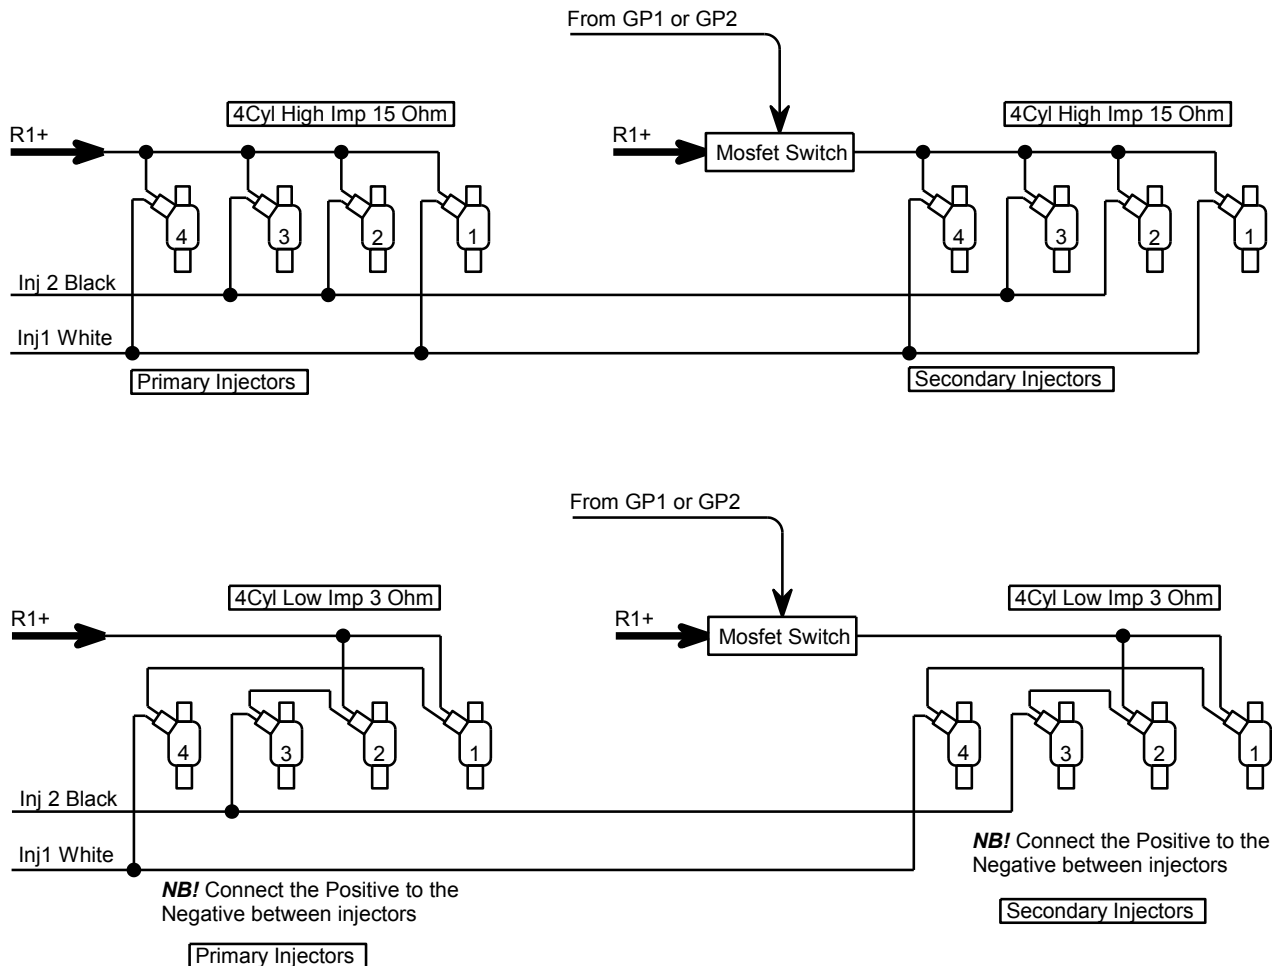 From GP1 or GP2
4Cyl High Imp 15 Ohm
4Cyl High Imp 15 Ohm
R1+
R1+
Mosfet Switch
4
3
2
1
4
3
2
1
Inj 2 Black
Inj1 White
Primary Injectors
Secondary Injectors
From GP1 or GP2
4Cyl Low Imp 3 Ohm
4Cyl Low Imp 3 Ohm
R1+
R1+
Mosfet Switch
4
3
2
1
4
3
2
1
Inj 2 Black
Inj1 White
NB! Connect the Positive to the
Negative between injectors
Primary Injectors
NB! Connect the Positive to the
Negative between injectors
Secondary Injectors